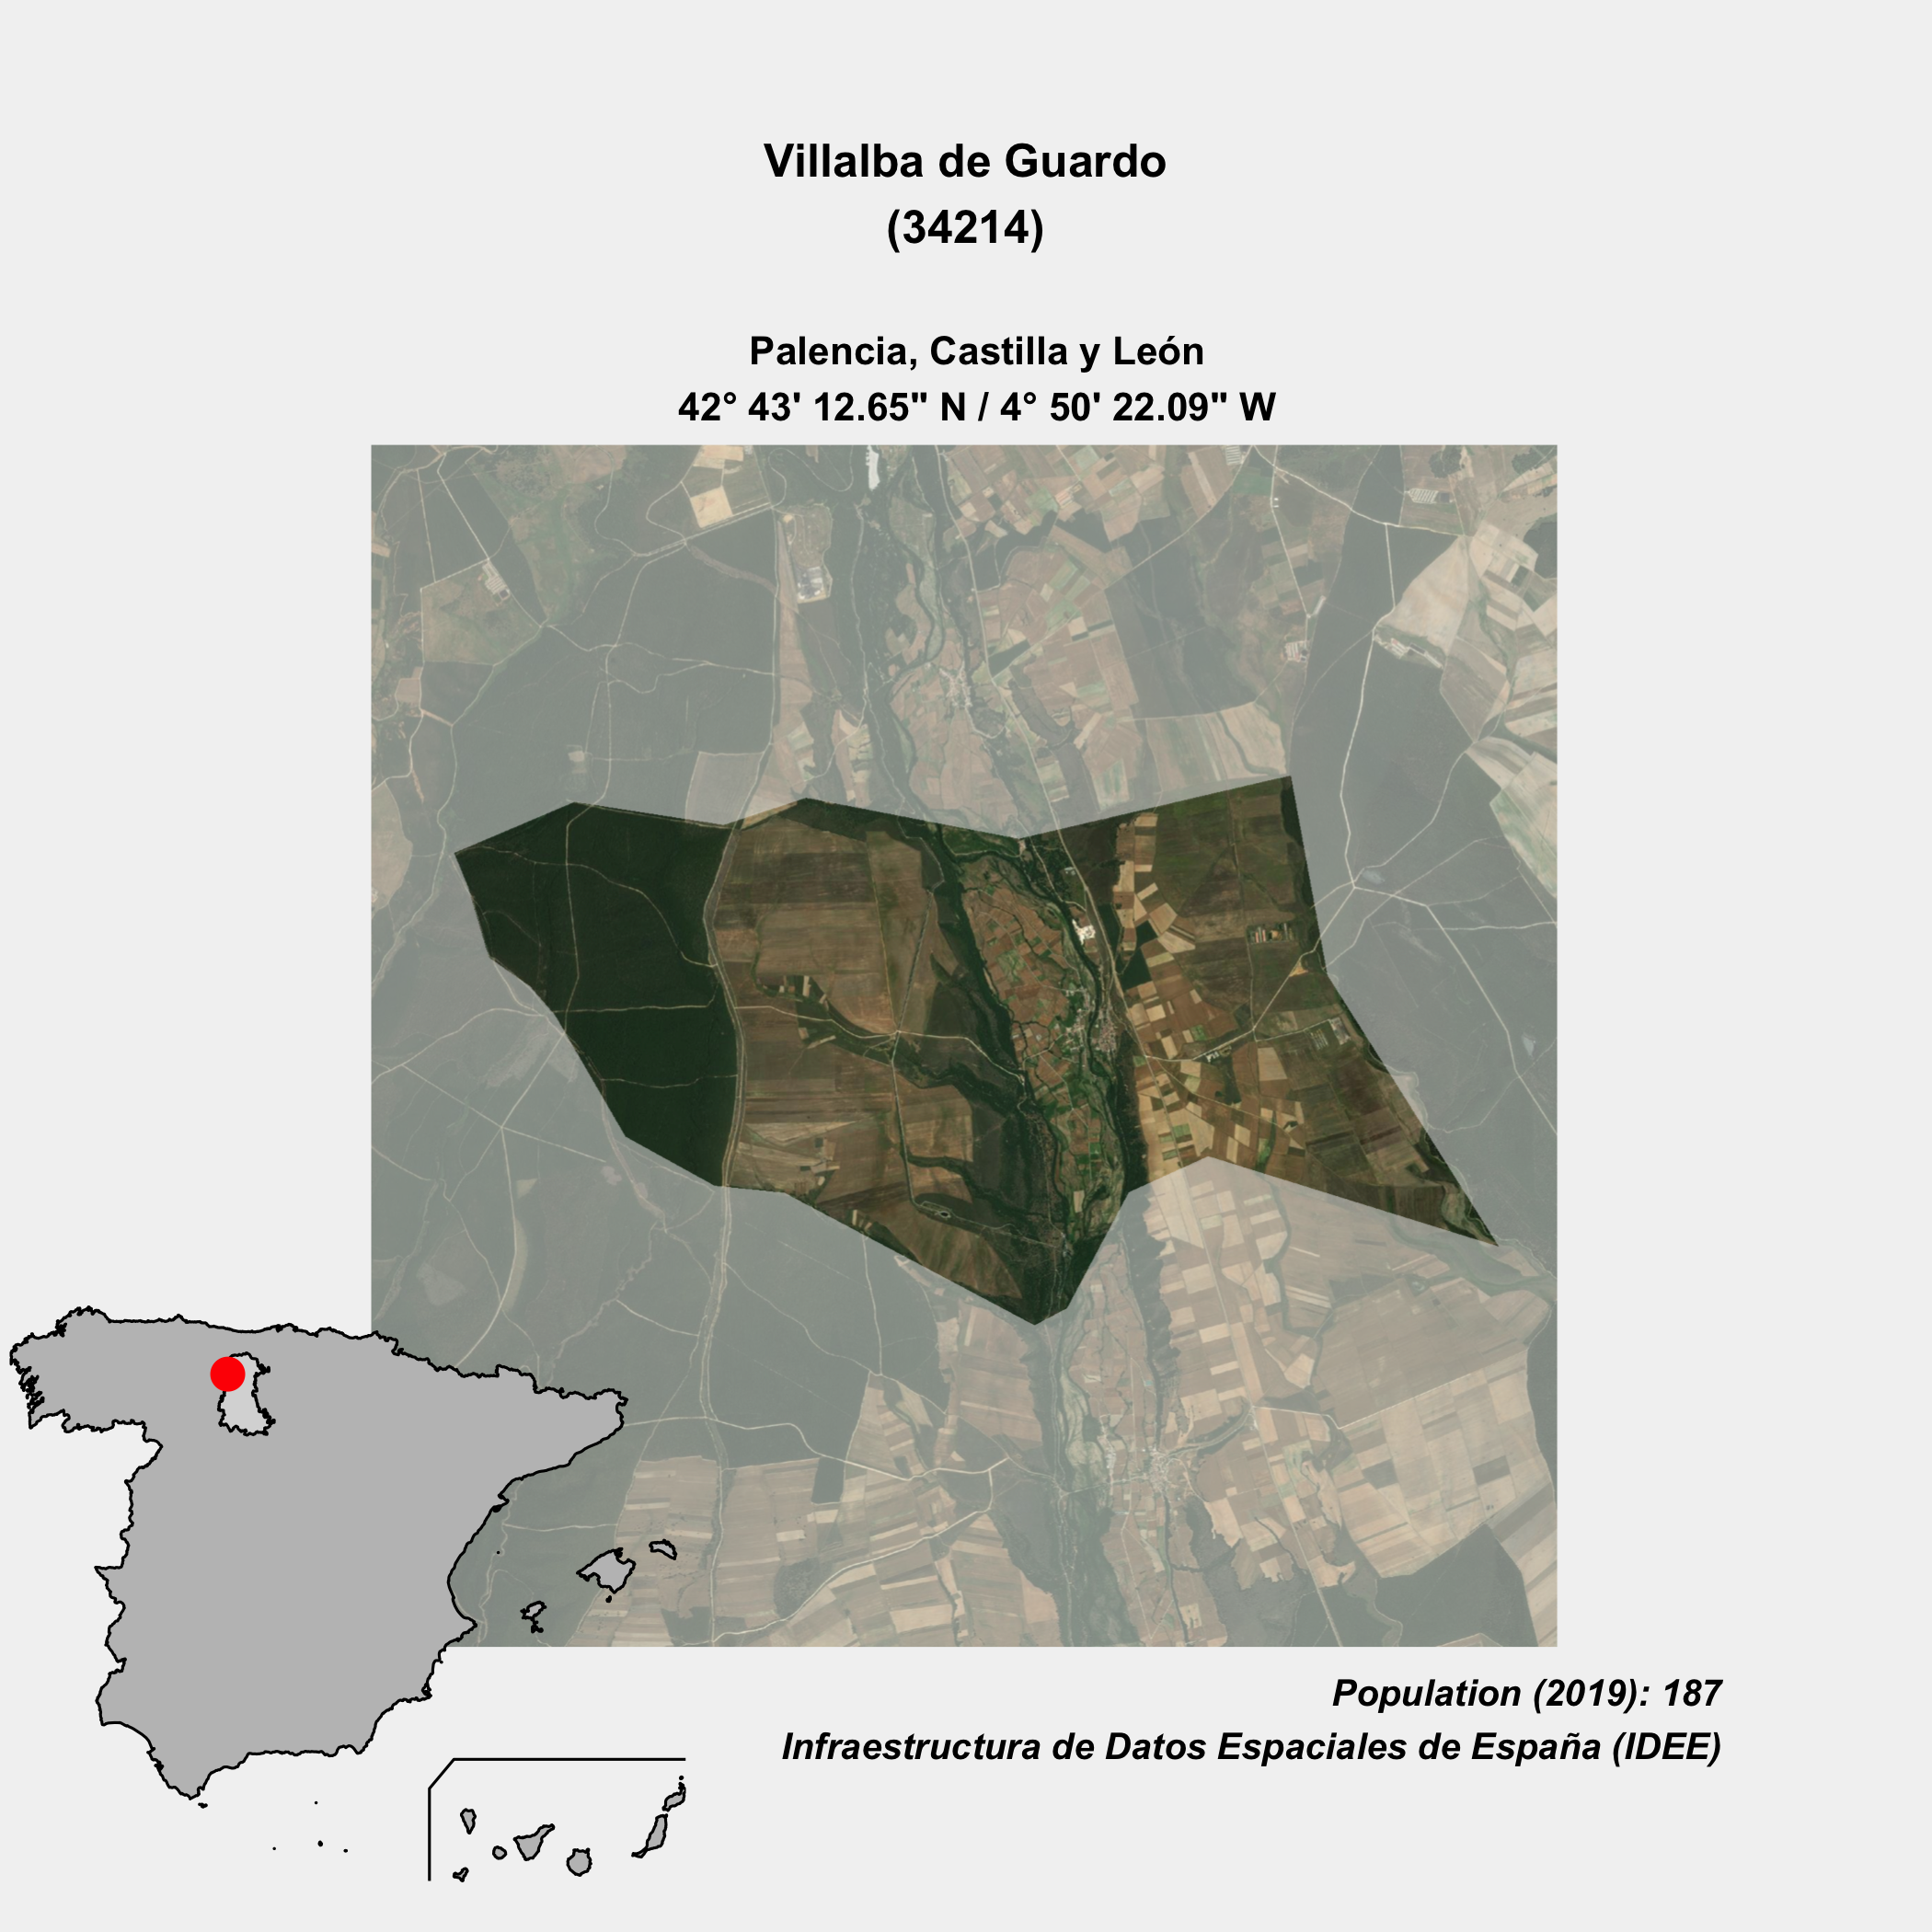 Villalba de Guardo
(34214)
Palencia, Castilla y León
42° 43' 12.65" N / 4° 50' 22.09" W
Population (2019): 187
Infraestructura de Datos Espaciales de España (IDEE)